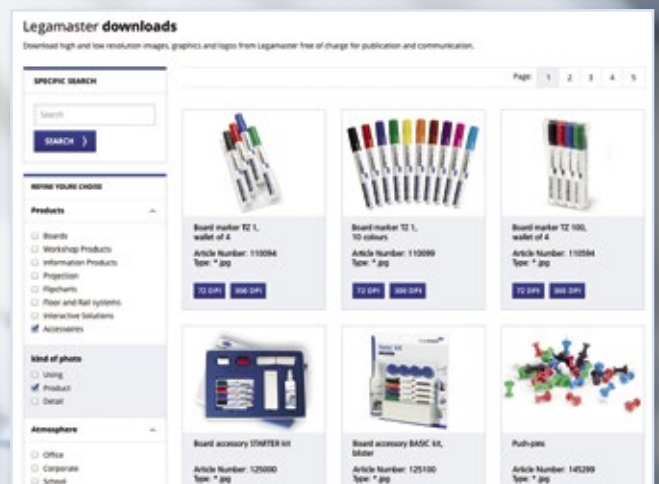 Legamaster downloads
Download high and low resolution images, graphics and logos from Legamaster free of charge for publication and communication.
SPECIFIC SEARCH
Search
SEARCH
REFINE YOURE CHOISE
Products
Boards
Workshop Products
Information Products
Projection
Flipcharts
Floor and Rail systems
Interactive Solutions
Accessoires
kind of photo
Using
Product
Detail
Atmosphere
Office
Corporate
School
Page: 1 2 3 4 5
Board marker TZ 1,
wallet of 4
Article Number: 110094
Type: *.jpg
72 DPI 300 DPI
Board marker TZ 1,
10 colours
Article Number: 110099
Type: *.jpg
72 DPI 300 DPI
Board marker TZ 100,
wallet of 4
Article Number: 110594
Type: *.jpg
72 DPI 300 DPI
Board accessory STARTER kit
Article Number: 125000
Type: *.jpg
Board accessory BASIC kit,
blister
Article Number: 125100
Type: *.jpg
Push-pins
Article Number: 145299
Type: *.jpg